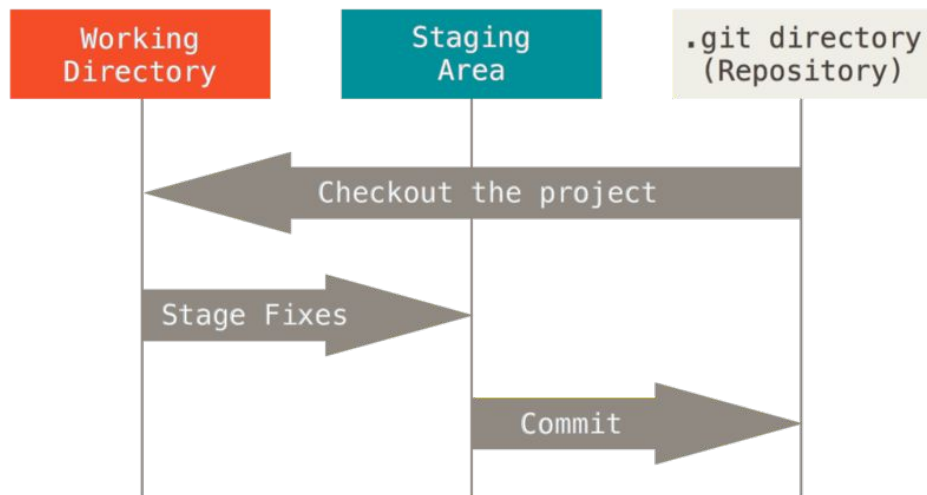 Working
Directory
Staging
Area
.git directory
(Repository)
Checkout the project
Stage Fixes
Commit